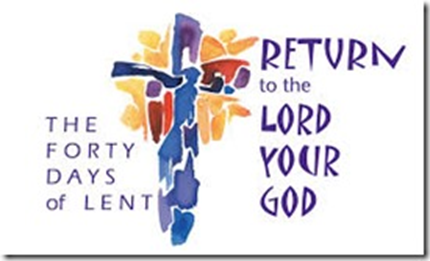 THE
FORTY
DAYS
of LENT
RETURN
to the
LORD
YOUR
GOD